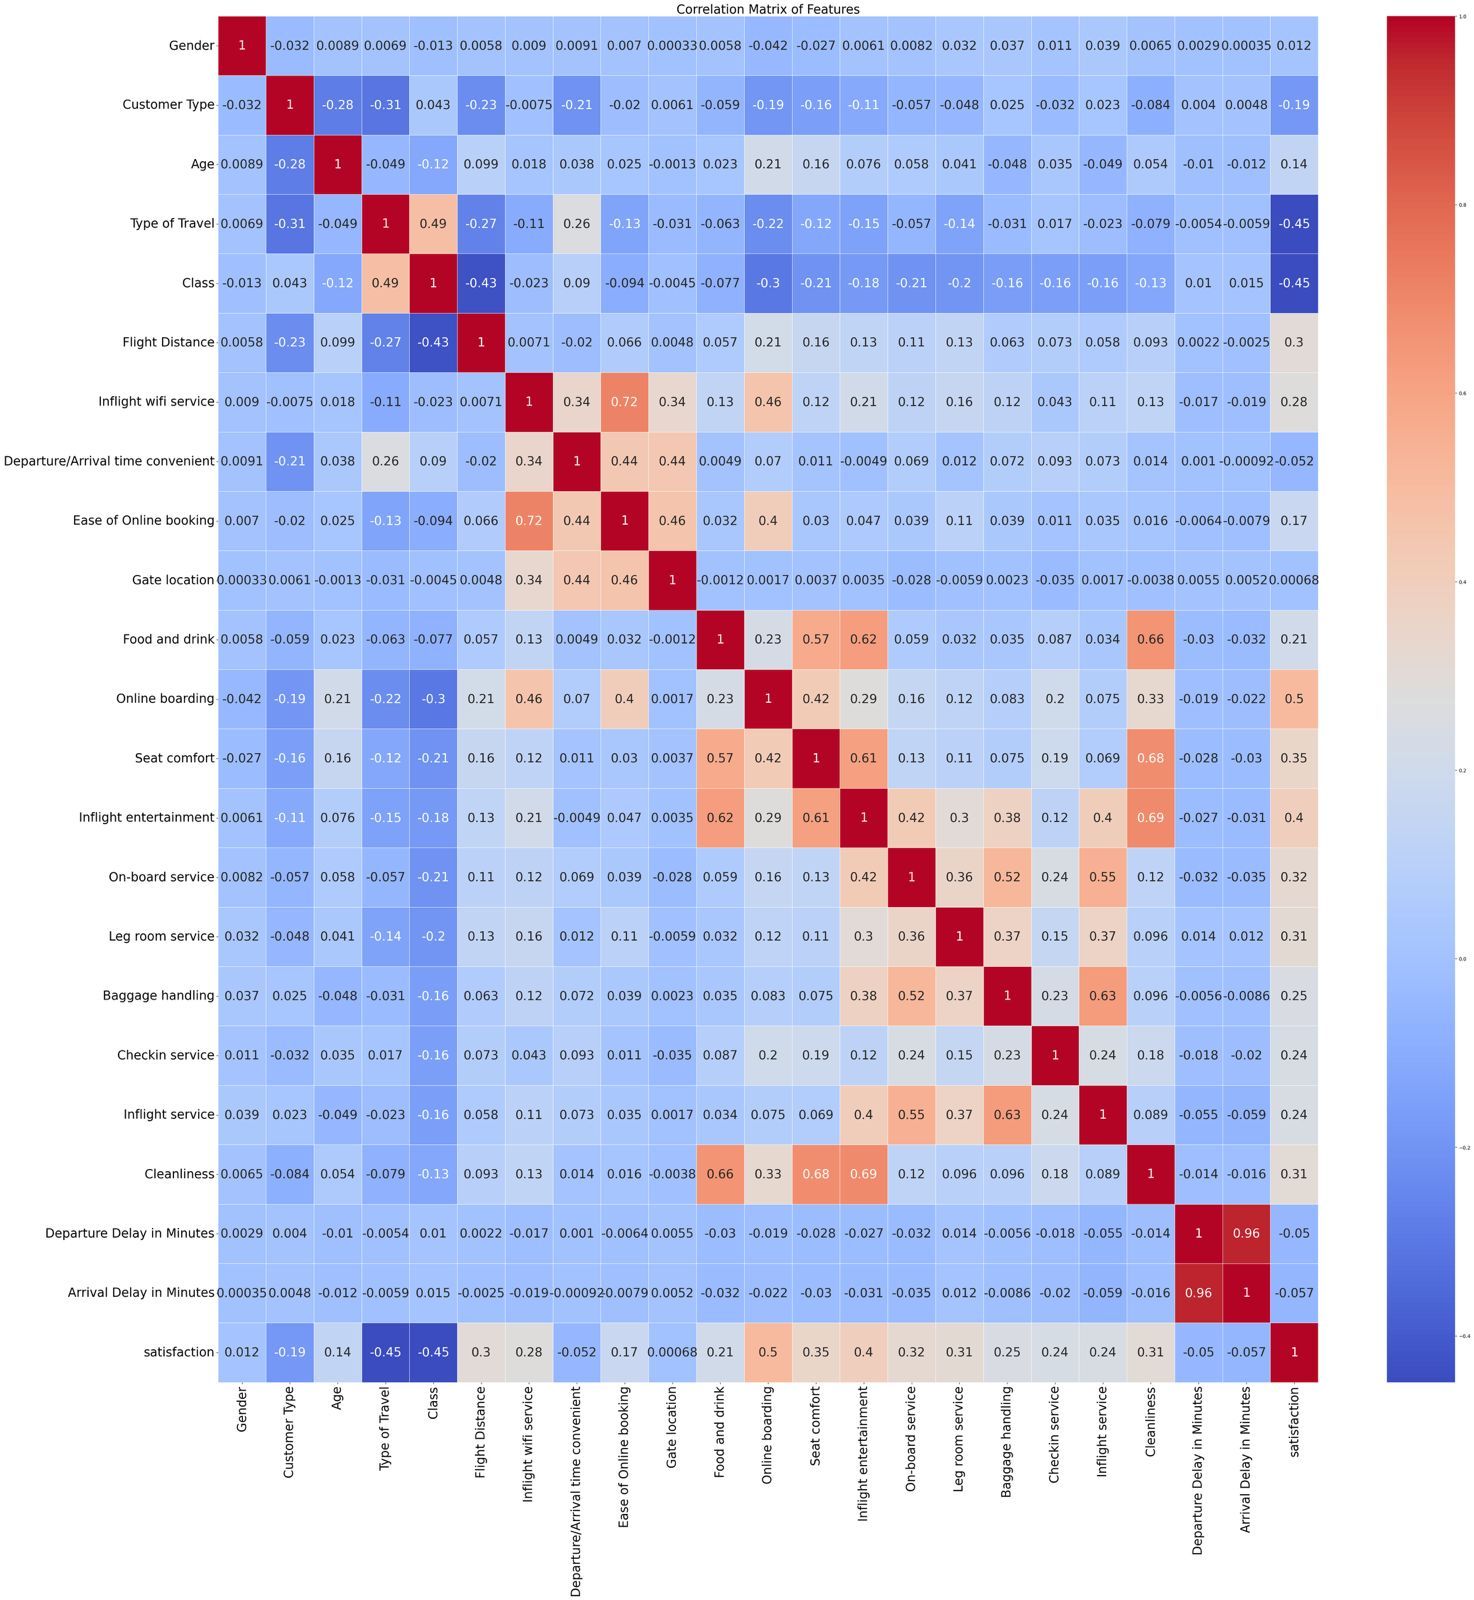 Correlation Matrix of Features
Gender 1 -0.032 0.0089 0.0069 -0.013 0.0058 0.009 0.0091 0.007 0.00033 0.0058 -0.042 -0.027 0.0061 0.0082 0.032 0.037 0.011 0.039 0.0065 0.0029 0.00035 0.012
Customer Type -0.032 1 -0.28 -0.31 0.043 -0.23 -0.0075 -0.21 -0.02 0.0061 -0.059 -0.19 -0.16 -0.11 -0.057 -0.048 0.025 -0.032 0.023 -0.084 0.004 0.0048 -0.19
Age 0.0089 -0.28 1 -0.049 -0.12 0.099 0.018 0.038 0.025 -0.0013 0.023 0.21 0.16 0.076 0.058 0.041 -0.048 0.035 -0.049 0.054 -0.01 -0.012 0.14
Type of Travel 0.0069 -0.31 -0.049 1 0.49 -0.27 -0.11 0.26 -0.13 -0.031 -0.063 -0.22 -0.12 -0.15 -0.057 -0.14 -0.031 0.017 -0.023 -0.079 -0.0054 -0.0059 -0.45
Class -0.013 0.043 -0.12 0.49 1 -0.43 -0.023 0.09 -0.094 -0.0045 -0.077 -0.3 -0.21 -0.18 -0.21 -0.2 -0.16 -0.16 -0.16 -0.13 0.01 0.015 -0.45
Flight Distance 0.0058 -0.23 0.099 -0.27 -0.43 1 0.0071 -0.02 0.066 0.0048 0.057 0.21 0.16 0.13 0.11 0.13 0.063 0.073 0.058 0.093 0.0022 -0.0025 0.3
Inflight wifi service 0.009 -0.0075 0.018 -0.11 -0.023 0.0071 1 0.34 0.72 0.34 0.13 0.46 0.12 0.21 0.12 0.16 0.12 0.043 0.11 0.13 -0.017 -0.019 0.28
Departure/Arrival time convenient 0.0091 -0.21 0.038 0.26 0.09 -0.02 0.34 1 0.44 0.44 0.0049 0.07 0.011 -0.0049 0.069 0.012 0.072 0.093 0.073 0.014 0.001 -0.00092 -0.052
Ease of Online booking 0.007 -0.02 0.025 -0.13 -0.094 0.066 0.72 0.44 1 0.46 0.032 0.4 0.03 0.047 0.039 0.11 0.039 0.011 0.035 0.016 -0.0064 -0.0079 0.17
Gate location 0.00033 0.0061 -0.0013 -0.031 -0.0045 0.0048 0.34 0.44 0.46 1 -0.0012 0.0017 0.0037 0.0035 -0.028 -0.0059 0.0023 -0.035 0.0017 -0.0038 0.0055 0.0052 0.00068
Food and drink 0.0058 -0.059 0.023 -0.063 -0.077 0.057 0.13 0.0049 0.032 -0.0012 1 0.23 0.57 0.62 0.059 0.032 0.035 0.087 0.034 0.66 -0.03 -0.032 0.21
Online boarding -0.042 -0.19 0.21 -0.22 -0.3 0.21 0.46 0.07 0.4 0.0017 0.23 1 0.42 0.29 0.16 0.12 0.083 0.2 0.075 0.33 -0.019 -0.022 0.5
Seat comfort -0.027 -0.16 0.16 -0.12 -0.21 0.16 0.12 0.011 0.03 0.0037 0.57 0.42 1 0.61 0.13 0.11 0.075 0.19 0.069 0.68 -0.028 -0.03 0.35
Inflight entertainment 0.0061 -0.11 0.076 -0.15 -0.18 0.13 0.21 -0.0049 0.047 0.0035 0.62 0.29 0.61 1 0.42 0.3 0.38 0.12 0.4 0.69 -0.027 -0.031 0.4
On-board service 0.0082 -0.057 0.058 -0.057 -0.21 0.11 0.12 0.069 0.039 -0.028 0.059 0.16 0.13 0.42 1 0.36 0.52 0.24 0.55 0.12 -0.032 -0.035 0.32
Leg room service 0.032 -0.048 0.041 -0.14 -0.2 0.13 0.16 0.012 0.11 -0.0059 0.032 0.12 0.11 0.3 0.36 1 0.37 0.15 0.37 0.096 0.014 0.012 0.31
Baggage handling 0.037 0.025 -0.048 -0.031 -0.16 0.063 0.12 0.072 0.039 0.0023 0.035 0.083 0.075 0.38 0.52 0.37 1 0.23 0.63 0.096 -0.0056 -0.0086 0.25
Checkin service 0.011 -0.032 0.035 0.017 -0.16 0.073 0.043 0.093 0.011 -0.035 0.087 0.2 0.19 0.12 0.24 0.15 0.23 1 0.24 0.18 -0.018 -0.02 0.24
Inflight service 0.039 0.023 -0.049 -0.023 -0.16 0.058 0.11 0.073 0.035 0.0017 0.034 0.075 0.069 0.4 0.55 0.37 0.63 0.24 1 0.089 -0.055 -0.059 0.24
Cleanliness 0.0065 -0.084 0.054 -0.079 -0.13 0.093 0.13 0.014 0.016 -0.0038 0.66 0.33 0.68 0.69 0.12 0.096 0.096 0.18 0.089 1 -0.014 -0.016 0.31
Departure Delay in Minutes 0.0029 0.004 -0.01 -0.0054 0.01 0.0022 -0.017 0.001 -0.0064 0.0055 -0.03 -0.019 -0.028 -0.027 -0.032 0.014 -0.0056 -0.018 -0.055 -0.014 1 0.96 -0.05
Arrival Delay in Minutes 0.00035 0.0048 -0.012 -0.0059 0.015 -0.0025 -0.019 -0.00092 -0.0079 0.0052 -0.032 -0.022 -0.03 -0.031 -0.035 0.012 -0.0086 -0.02 -0.059 -0.016 0.96 1 -0.057
satisfaction 0.012 -0.19 0.14 -0.45 -0.45 0.3 0.28 -0.052 0.17 0.00068 0.21 0.5 0.35 0.4 0.32 0.31 0.25 0.24 0.24 0.31 -0.05 -0.057 1
Gender
Customer Type
Age
Type of Travel
Class
Flight Distance
Inflight wifi service
Departure/Arrival time convenient
Ease of Online booking
Gate location
Food and drink
Online boarding
Seat comfort
Inflight entertainment
On-board service
Leg room service
Baggage handling
Checkin service
Inflight service
Cleanliness
Departure Delay in Minutes
Arrival Delay in Minutes
satisfaction
1.0
0.8
0.6
0.4
0.2
0.0
-0.2
-0.4